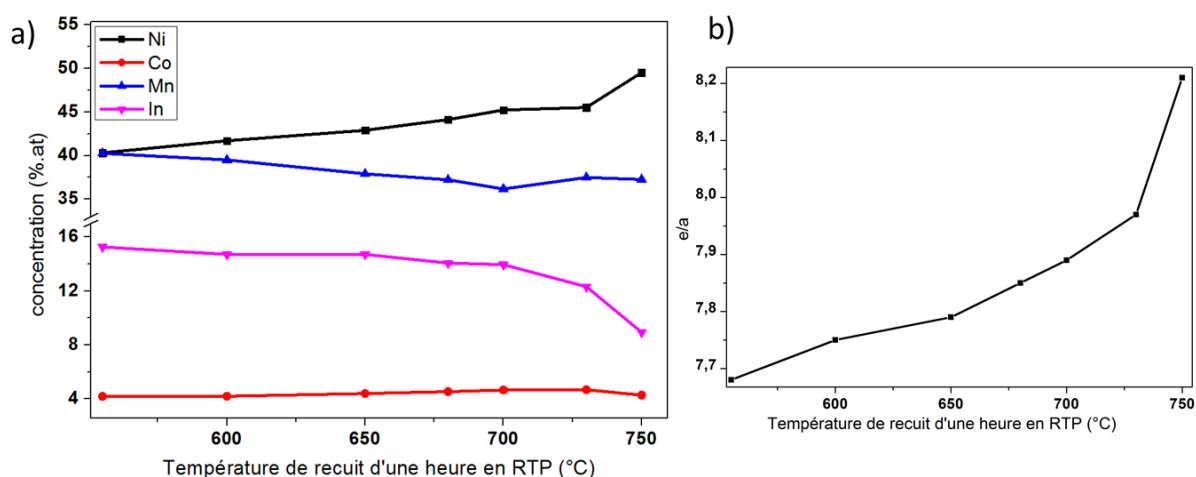 a)
Ni
Co
Mn
In
concentration (%.at)
55
50
45
40
35
16
12
8
4
600
650
700
750
Température de recuit d'une heure en RTP (°C)
b)
e/a
8,2
8,1
8,0
7,9
7,8
7,7
600
650
700
750
Température de recuit d'une heure en RTP (°C)